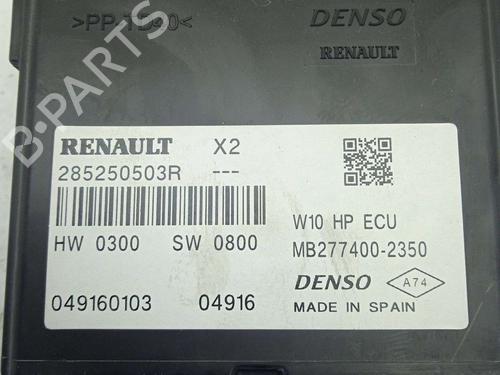 >PP-TD40<
DENSO
RENAULT
B-PARTS
RENAULT X2
285250503R ---
W10 HP ECU
HW 0300 SW 0800
MB277400-2350
DENSO A74
049160103 04916
MADE IN SPAIN